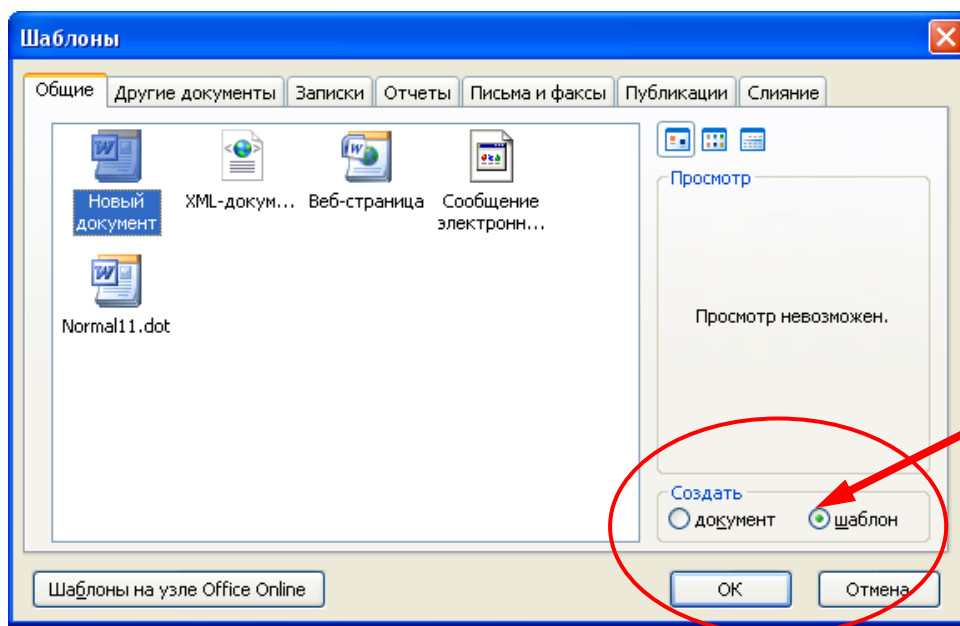 Шаблоны
Общие Другие документы Записки Отчеты Письма и факсы Публикации Слияние
Новый документ
XML-докум...
Веб-страница
Сообщение электронн...
Normal11.dot
Просмотр
Просмотр невозможен.
Создать
документ шаблон
Шаблоны на узле Office Online
ОК Отмена